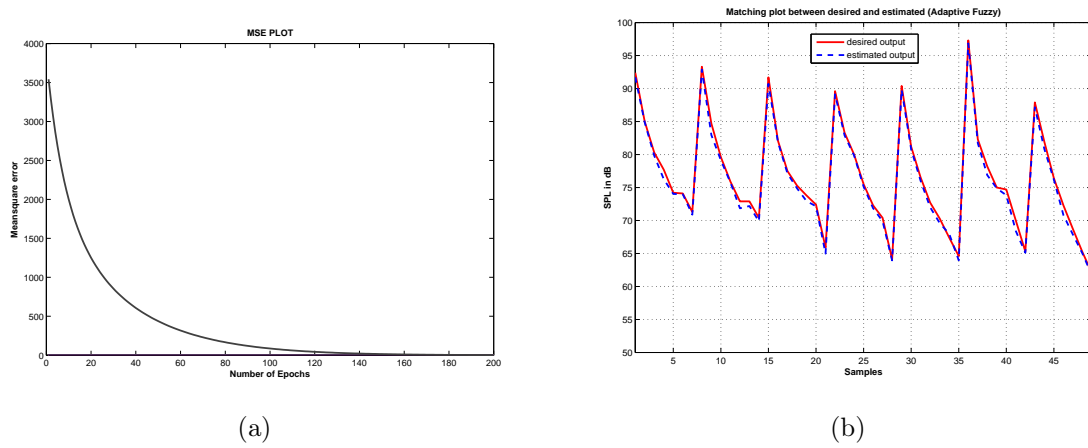 MSE PLOT
4000
3500
3000
2500
2000
1500
1000
500
0
Meansquare error
0 20 40 60 80 100 120 140 160 180 200
Number of Epochs
(a)
Matching plot between desired and estimated (Adaptive Fuzzy)
desired output
estimated output
100
95
90
85
80
75
70
65
60
55
50
SPL in dB
5 10 15 20 25 30 35 40 45
Samples
(b)